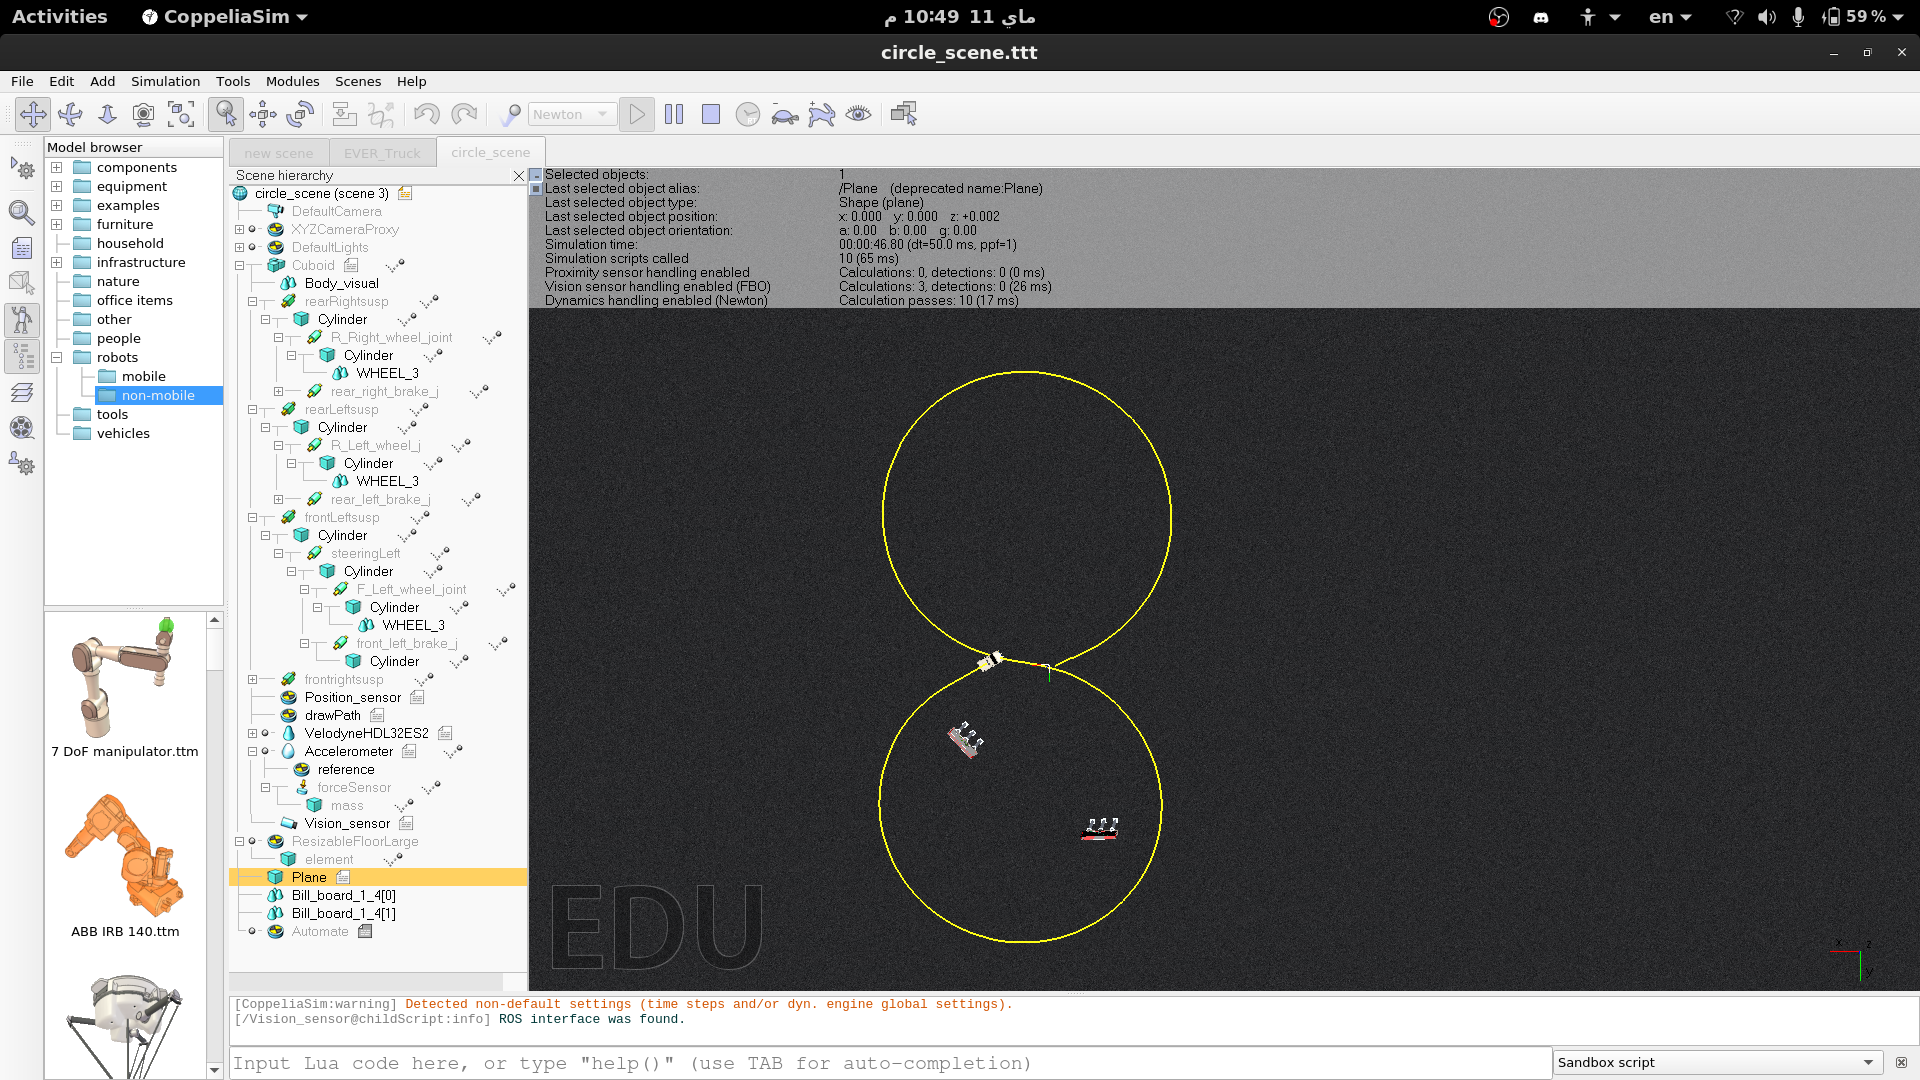 Activities
CoppeliaSim
ماي 11 10:49 م
en
59 %
circle_scene.ttt
File Edit Add Simulation Tools Modules Scenes Help
Newton
Model browser
components
equipment
examples
furniture
household
infrastructure
nature
office items
other
people
robots
mobile
non-mobile
tools
vehicles
7 DoF manipulator.ttm
ABB IRB 140.ttm
new scene
EVER_Truck
circle_scene
Scene hierarchy
circle_scene (scene 3)
DefaultCamera
XYZCameraProxy
DefaultLights
Cuboid
Body_visual
rearRightsusp
Cylinder
R_Right_wheel_joint
Cylinder
WHEEL_3
rear_right_brake_j
rearLeftsusp
Cylinder
R_Left_wheel_j
Cylinder
WHEEL_3
rear_left_brake_j
frontLeftsusp
Cylinder
steeringLeft
Cylinder
F_Left_wheel_joint
Cylinder
WHEEL_3
front_left_brake_j
Cylinder
frontrightsusp
Position_sensor
drawPath
VelodyneHDL32ES2
Accelerometer
reference
forceSensor
mass
Vision_sensor
ResizableFloorLarge
element
Plane
Bill_board_1_4[0]
Bill_board_1_4[1]
Automate
Selected objects: 1
Last selected object alias: /Plane (deprecated name:Plane)
Last selected object type: Shape (plane)
Last selected object position: x: 0.000 y: 0.000 z: +0.002
Last selected object orientation: a: 0.00 b: 0.00 g: 0.00
Simulation time: 00:00:46.80 (dt=50.0 ms, ppf=1)
Simulation scripts called 10 (65 ms)
Proximity sensor handling enabled Calculations: 0, detections: 0 (0 ms)
Vision sensor handling enabled (FBO) Calculations: 3, detections: 0 (26 ms)
Dynamics handling enabled (Newton) Calculation passes: 10 (17 ms)
EDU
x z
y
[CoppeliaSim:warning] Detected non-default settings (time steps and/or dyn. engine global settings).
[/Vision_sensor@childScript:info] ROS interface was found.
Input Lua code here, or type "help()" (use TAB for auto-completion)
Sandbox script